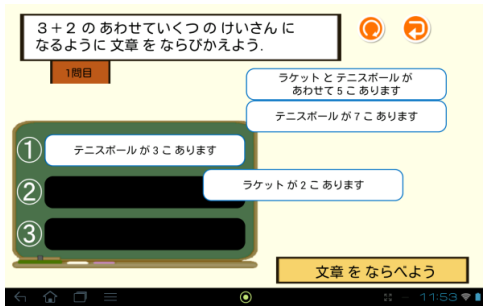 3+2 の あわせていくつ の けいさん に
なるように 文章 を ならびかえよう.
1問目
ラケット と テニスボール が
あわせて 5 こ あります
テニスボール が 7 こ あります
① テニスボール が 3 こ あります
② ラケット が 2 こ あります
③
文章 を ならべよう
11:53